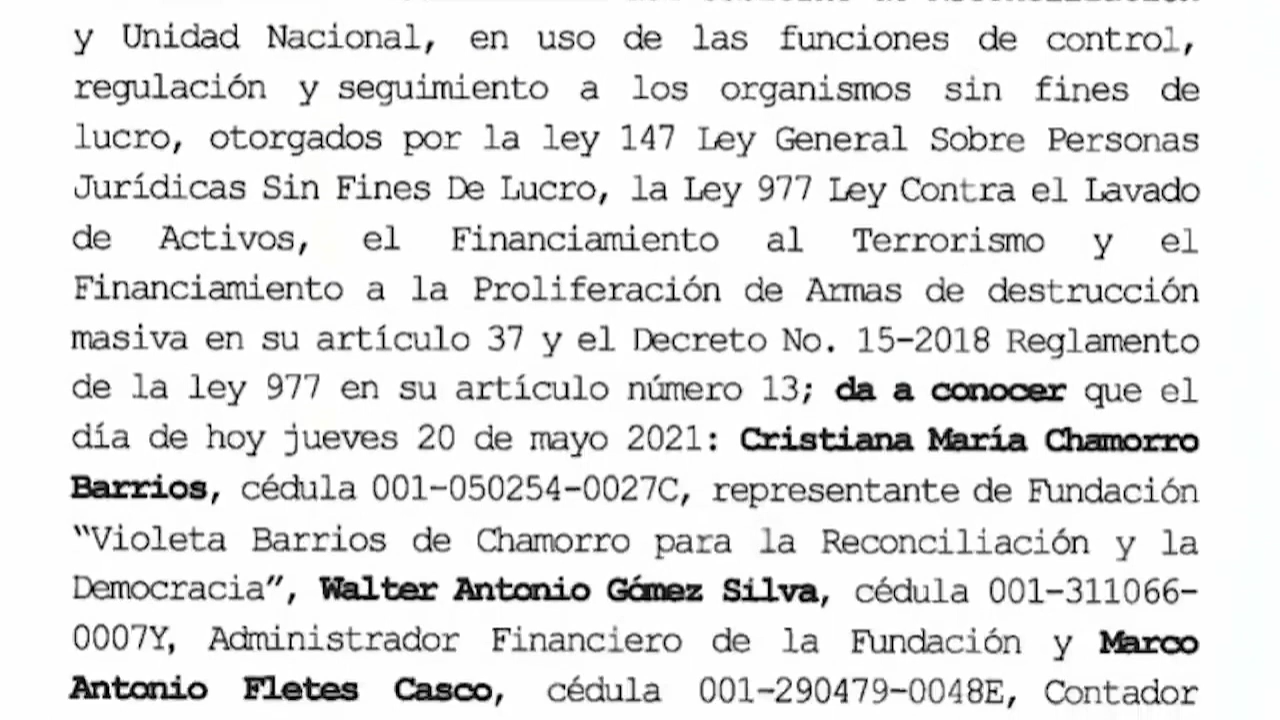 y Unidad Nacional, en uso de las funciones de control,
regulación y seguimiento a los organismos sin fines de
lucro, otorgados por la ley 147 Ley General Sobre Personas
Jurídicas Sin Fines De Lucro, la Ley 977 Ley Contra el Lavado
de Activos, el Financiamiento al Terrorismo y el
Financiamiento a la Proliferación de Armas de destrucción
masiva en su artículo 37 y el Decreto No. 15-2018 Reglamento
de la ley 977 en su artículo número 13; da a conocer que el
día de hoy jueves 20 de mayo 2021: Cristiana María Chamorro
Barrios, cédula 001-050254-0027C, representante de Fundación
"Violeta Barrios de Chamorro para la Reconciliación y la
Democracia", Walter Antonio Gómez Silva, cédula 001-311066-
0007Y, Administrador Financiero de la Fundación y Marco
Antonio Fletes Casco, cédula 001-290479-0048E, Contador